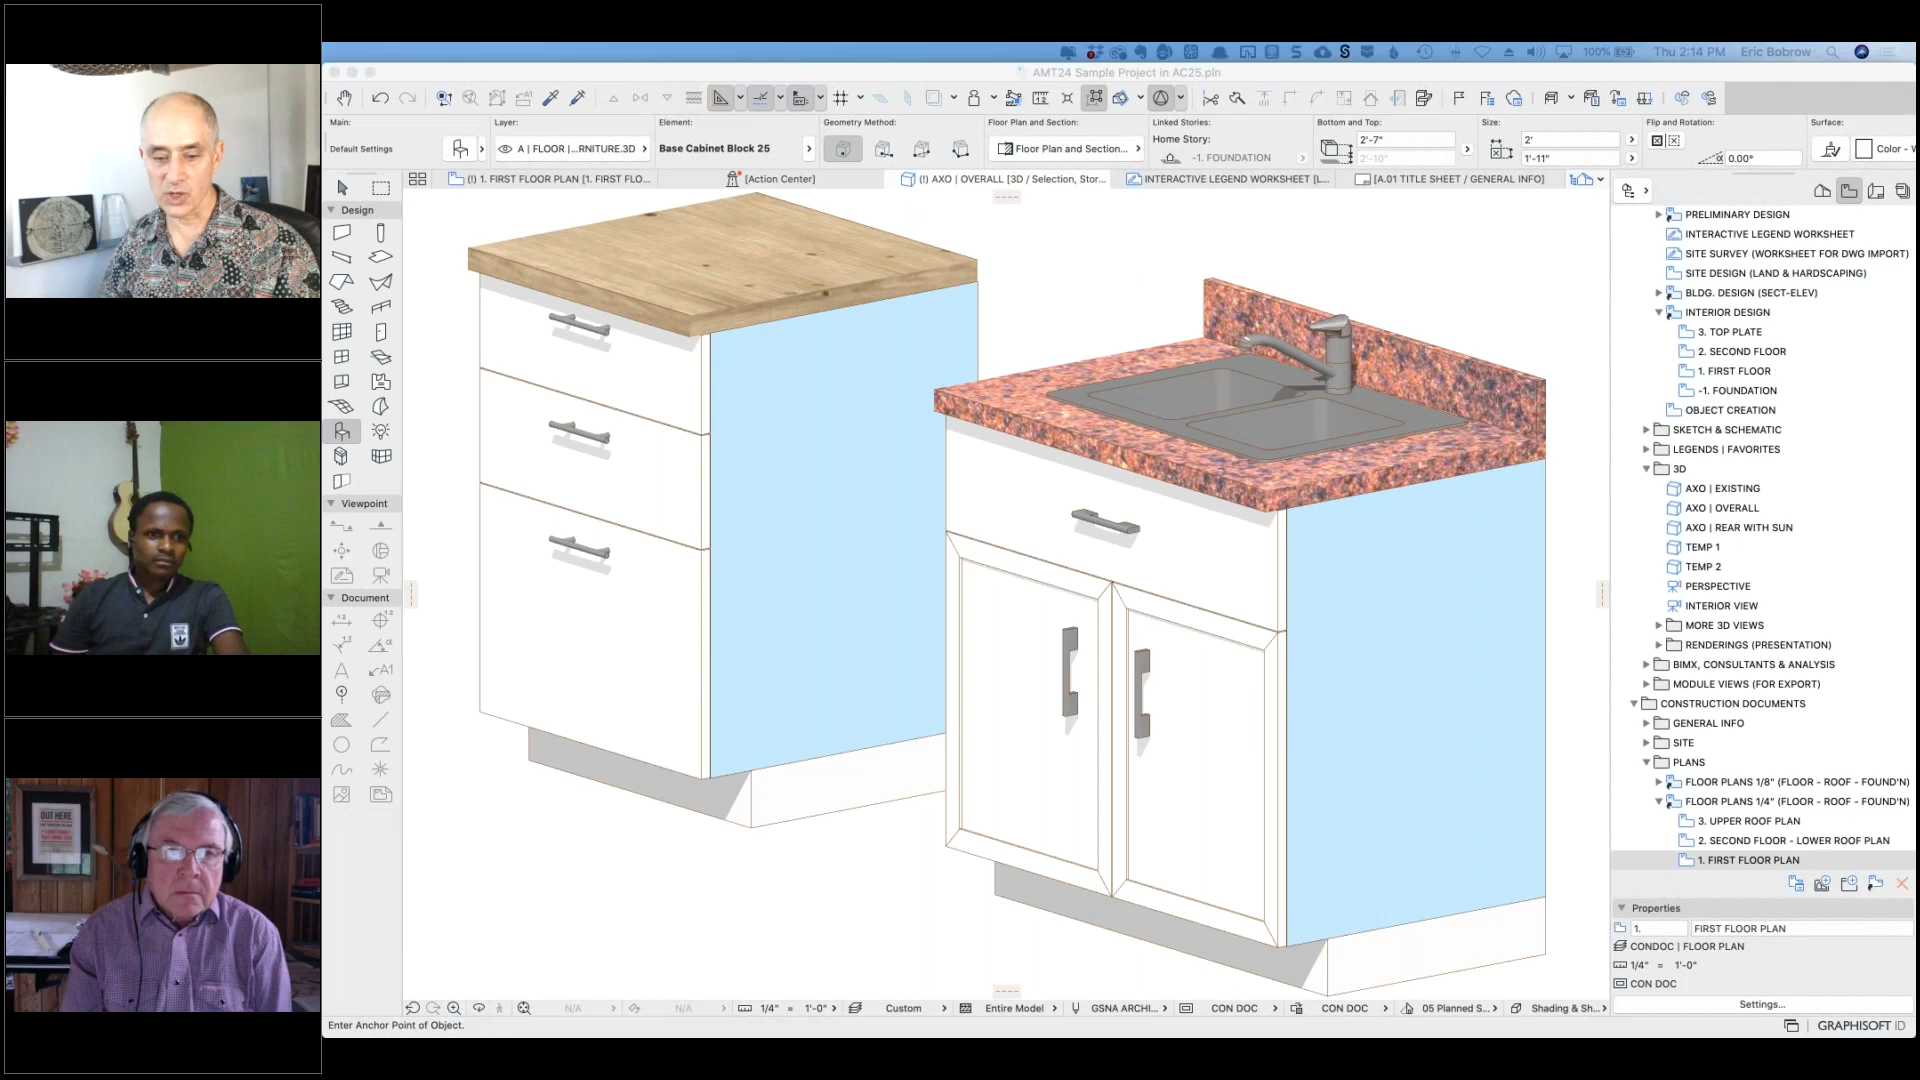 100%
Thu 2:14 PM
Eric Bobrow
AMT24 Sample Project in AC25.pln
Main:
Layer:
Element:
Geometry Method:
Floor Plan and Section:
Linked Stories:
Bottom and Top:
Size:
Flip and Rotation:
Surface:
Default Settings
A | FLOOR |...RNITURE.3D
Base Cabinet Block 25
Floor Plan and Section...
Home Story:
-1. FOUNDATION
2'-7"
2'-10"
2'
1'-11"
0.00°
Color - W
(!) 1. FIRST FLOOR PLAN [1. FIRST FLO...
[Action Center]
(!) AXO | OVERALL [3D / Selection, Stor...
INTERACTIVE LEGEND WORKSHEET [L...
[A.01 TITLE SHEET / GENERAL INFO]
Design
Viewpoint
Document
PRELIMINARY DESIGN
INTERACTIVE LEGEND WORKSHEET
SITE SURVEY (WORKSHEET FOR DWG IMPORT)
SITE DESIGN (LAND & HARDSCAPING)
BLDG. DESIGN (SECT-ELEV)
INTERIOR DESIGN
3. TOP PLATE
2. SECOND FLOOR
1. FIRST FLOOR
-1. FOUNDATION
OBJECT CREATION
SKETCH & SCHEMATIC
LEGENDS | FAVORITES
3D
AXO | EXISTING
AXO | OVERALL
AXO | REAR WITH SUN
TEMP 1
TEMP 2
PERSPECTIVE
INTERIOR VIEW
MORE 3D VIEWS
RENDERINGS (PRESENTATION)
BIMX, CONSULTANTS & ANALYSIS
MODULE VIEWS (FOR EXPORT)
CONSTRUCTION DOCUMENTS
GENERAL INFO
SITE
PLANS
FLOOR PLANS 1/8" (FLOOR - ROOF - FOUND'N)
FLOOR PLANS 1/4" (FLOOR - ROOF - FOUND'N)
3. UPPER ROOF PLAN
2. SECOND FLOOR - LOWER ROOF PLAN
1. FIRST FLOOR PLAN
Properties
1.
FIRST FLOOR PLAN
CONDOC | FLOOR PLAN
1/4" = 1'-0"
CON DOC
Settings...
N/A
N/A
1/4" = 1'-0"
Custom
Entire Model
GSNA ARCHI...
CON DOC
CON DOC
05 Planned S...
Shading & Sh...
Enter Anchor Point of Object.
GRAPHISOFT ID
OUT HERE